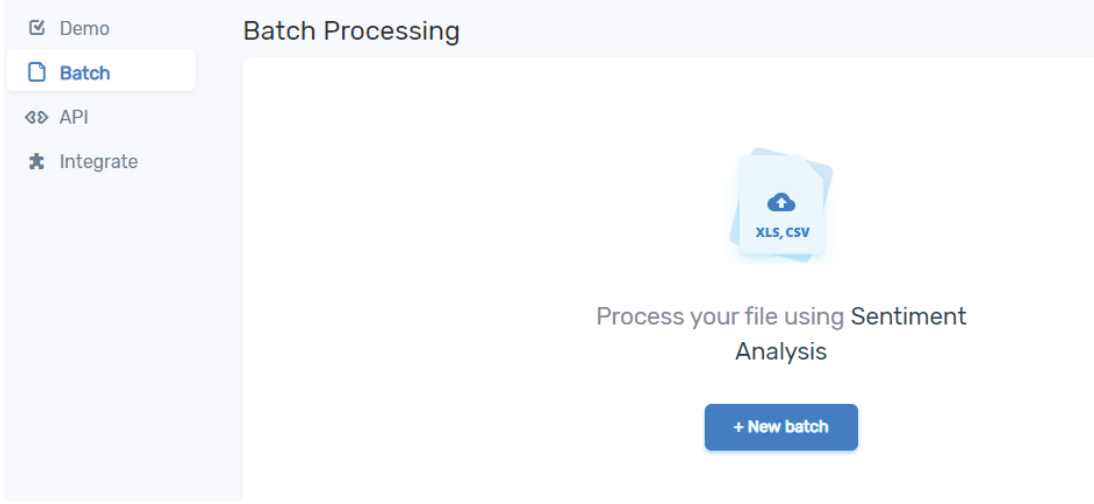 Demo
Batch
API
Integrate
Batch Processing
XLS, CSV
Process your file using Sentiment
Analysis
+ New batch